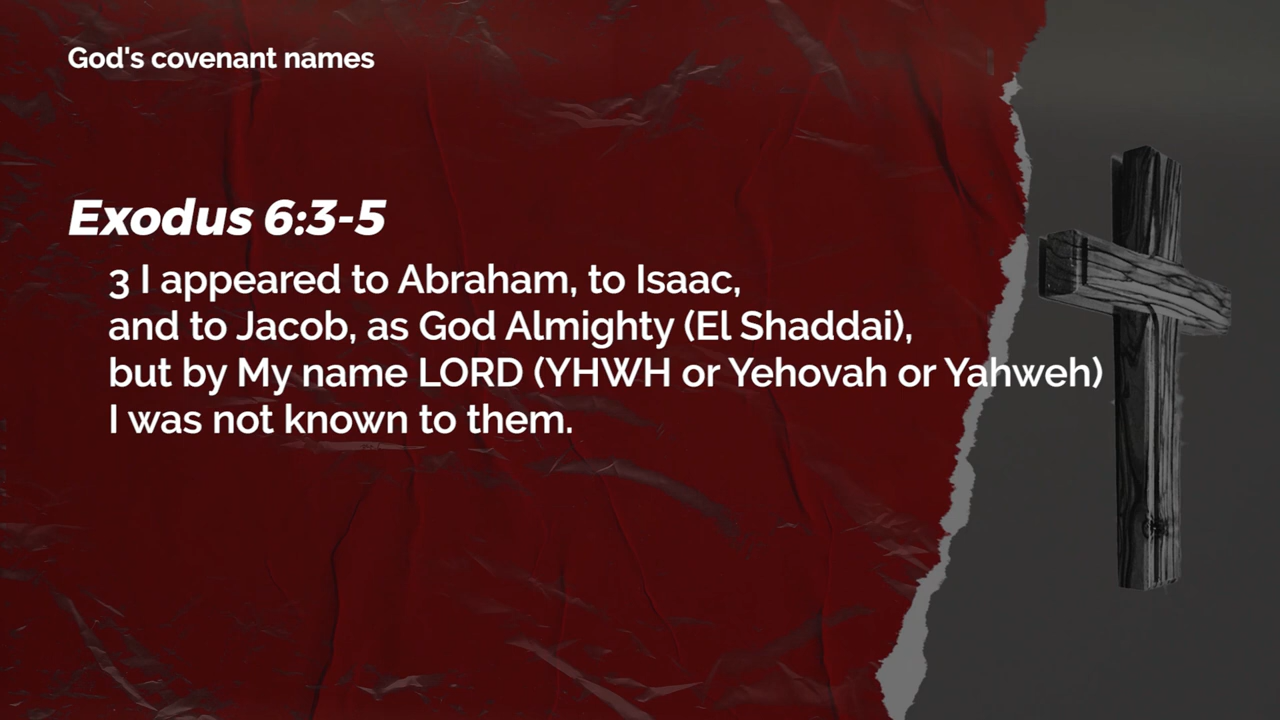 God's covenant names
Exodus 6:3-5
3 I appeared to Abraham, to Isaac,
and to Jacob, as God Almighty (El Shaddai),
but by My name LORD (YHWH or Yehovah or Yahweh)
I was not known to them.